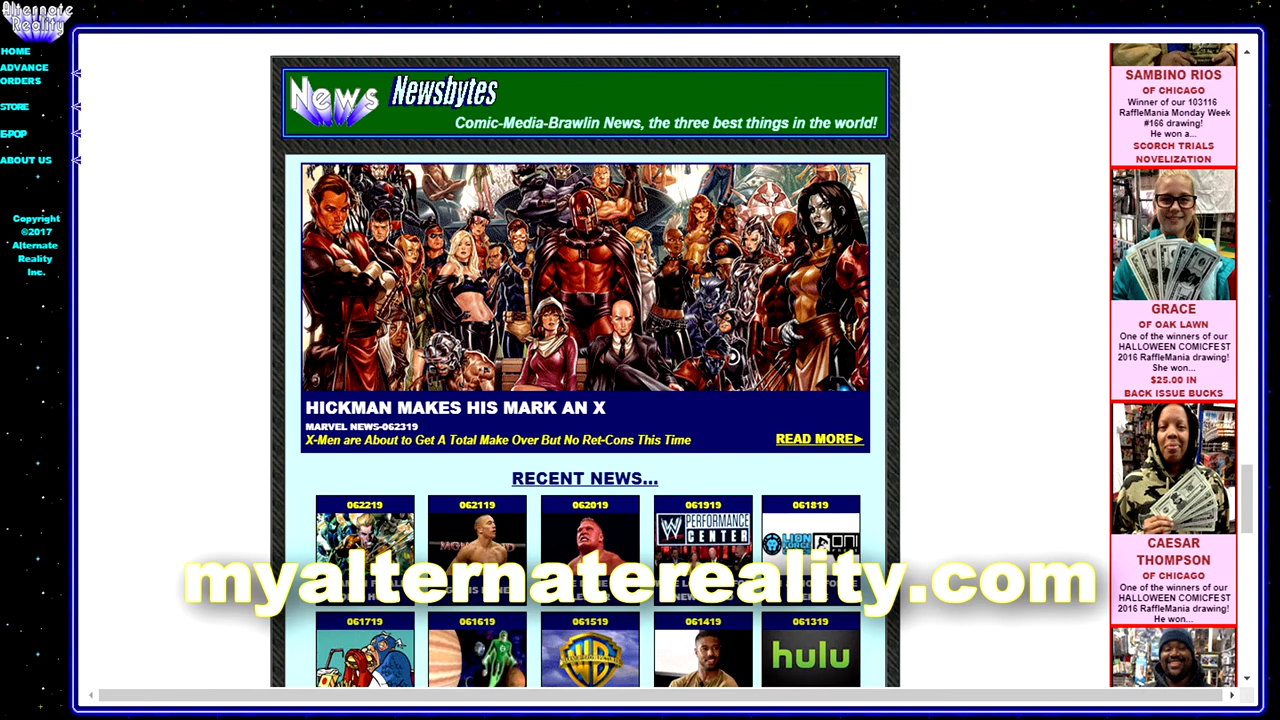 Alternate
Reality
HOME
ADVANCE
ORDERS
STORE
E-POP
ABOUT US
Copyright
©2017
Alternate
Reality
Inc.
News Newsbytes
Comic-Media-Brawlin News, the three best things in the world!
HICKMAN MAKES HIS MARK AN X
MARVEL NEWS-062319
X-Men are About to Get A Total Make Over But No Ret-Cons This Time
READ MORE►
RECENT NEWS...
062219
062119
062019
061919
061819
PERFORMANCE
CENTER
LION
FORGE
ONI
myalternatereality.com
061719
061619
061519
061419
061319
WB
hulu
SAMBINO RIOS
OF CHICAGO
Winner of our 103116
RaffleMania Monday Week
#166 drawing!
He won a...
SCORCH TRIALS
NOVELIZATION
GRACE
OF OAK LAWN
One of the winners of our
HALLOWEEN COMICFEST
2016 RaffleMania drawing!
She won...
$25.00 IN
BACK ISSUE BUCKS
CAESAR
THOMPSON
OF CHICAGO
One of the winners of our
HALLOWEEN COMICFEST
2016 RaffleMania drawing!
He won...